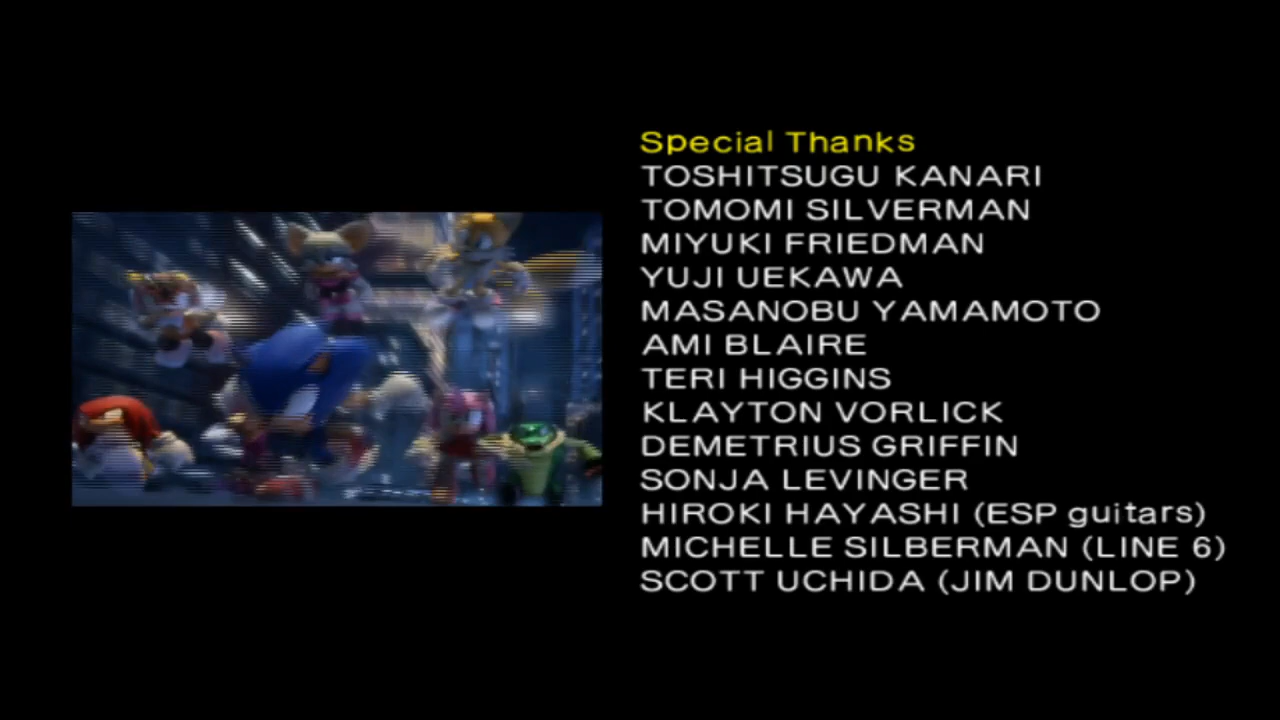 Special Thanks
TOSHITSUGU KANARI
TOMOMI SILVERMAN
MIYUKI FRIEDMAN
YUJI UEKAWA
MASANOBU YAMAMOTO
AMI BLAIRE
TERI HIGGINS
KLAYTON VORLICK
DEMETRIUS GRIFFIN
SONJA LEVINGER
HIROKI HAYASHI (ESP guitars)
MICHELLE SILBERMAN (LINE 6)
SCOTT UCHIDA (JIM DUNLOP)